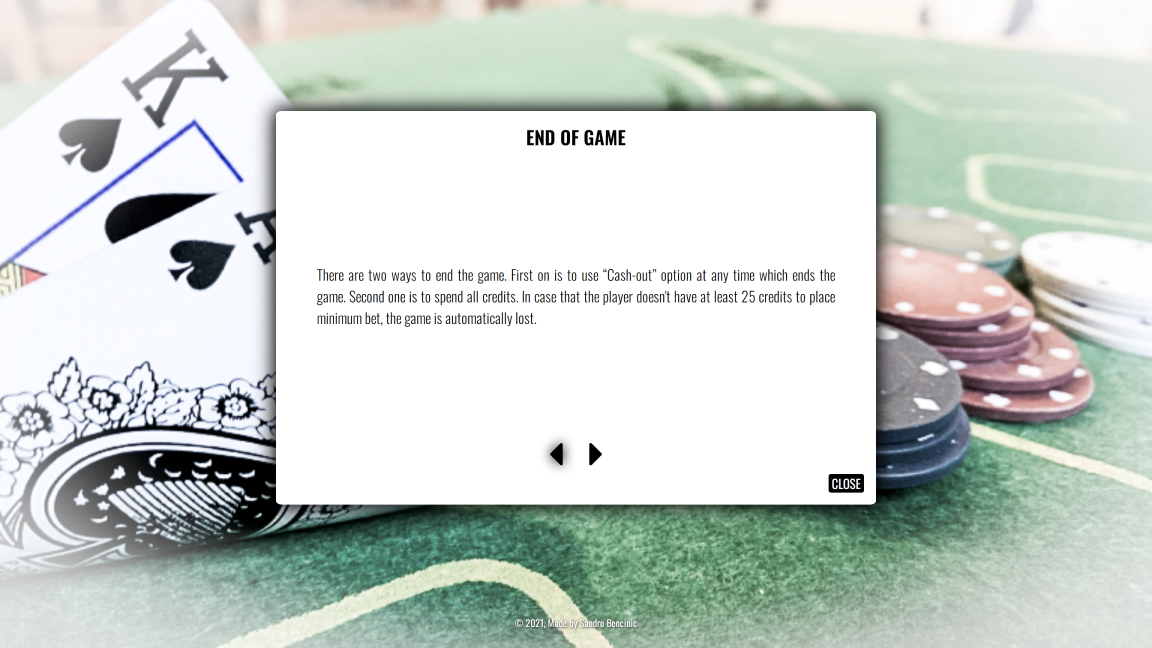 K
END OF GAME
There are two ways to end the game. First on is to use “Cash-out” option at any time which ends the
game. Second one is to spend all credits. In case that the player doesn't have at least 25 credits to place
minimum bet, the game is automatically lost.
CLOSE
© 2021, Made by Sandro Bencinic